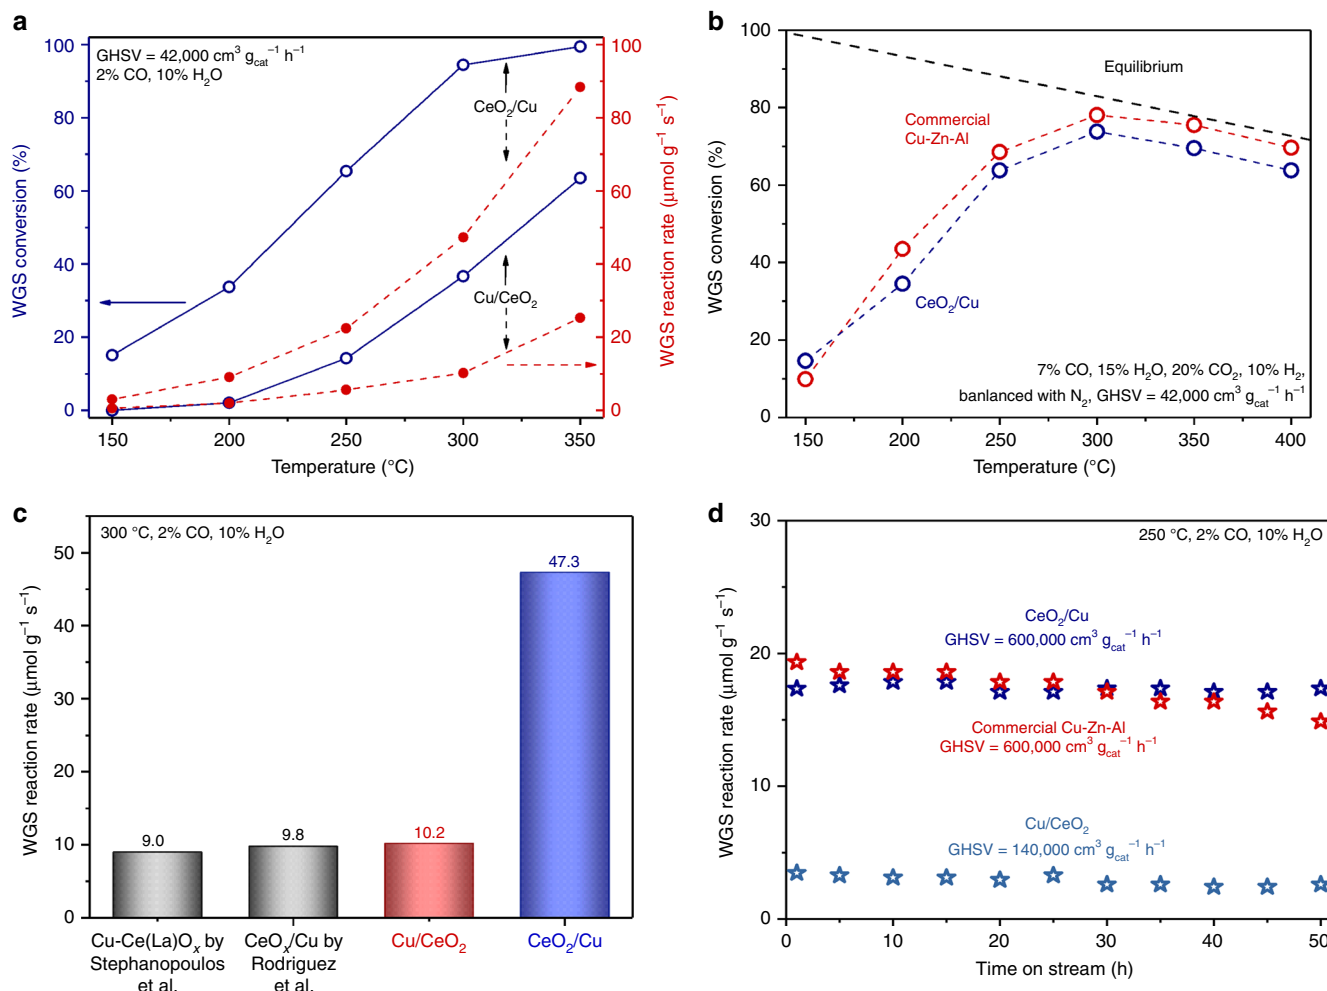 a
GHSV = 42,000 cm³ g_cat⁻¹ h⁻¹
2% CO, 10% H₂O
CeO₂/Cu
Cu/CeO₂
WGS conversion (%)
100
80
60
40
20
0
WGS reaction rate (μmol g⁻¹ s⁻¹)
100
80
60
40
20
0
150 200 250 300 350
Temperature (°C)
b
Equilibrium
Commercial
Cu-Zn-Al
CeO₂/Cu
7% CO, 15% H₂O, 20% CO₂, 10% H₂,
banlanced with N₂, GHSV = 42,000 cm³ g_cat⁻¹ h⁻¹
WGS conversion (%)
100
80
60
40
20
0
150 200 250 300 350 400
Temperature (°C)
c
300 °C, 2% CO, 10% H₂O
WGS reaction rate (μmol g⁻¹ s⁻¹)
50
40
30
20
10
0
9.0
9.8
10.2
47.3
Cu-Ce(La)Oₓ by
Stephanopoulos
et al.
CeOₓ/Cu by
Rodriguez
et al.
Cu/CeO₂
CeO₂/Cu
d
250 °C, 2% CO, 10% H₂O
CeO₂/Cu
GHSV = 600,000 cm³ g_cat⁻¹ h⁻¹
Commercial Cu-Zn-Al
GHSV = 600,000 cm³ g_cat⁻¹ h⁻¹
Cu/CeO₂
GHSV = 140,000 cm³ g_cat⁻¹ h⁻¹
WGS reaction rate (μmol g⁻¹ s⁻¹)
30
20
10
0
0 10 20 30 40 50
Time on stream (h)